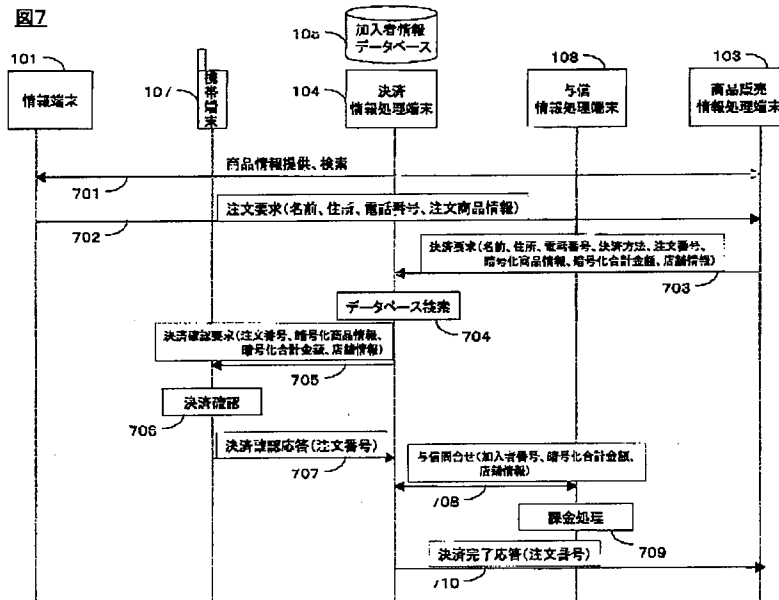 図7
106
加入者情報
データベース
101
情報端末
107
携帯端末
104
決済
情報処理端末
108
与信
情報処理端末
103
商品販売
情報処理端末
商品情報提供、検索
701
注文要求(名前、住所、電話番号、注文商品情報)
702
決済要求(名前、住所、電話番号、決済方法、注文番号、
暗号化商品情報、暗号化合計金額、店舗情報)
703
データベース検索
704
決済確認要求(注文番号、暗号化商品情報、
暗号化合計金額、店舗情報)
705
決済確認
706
決済確認応答(注文番号)
707
与信問合せ(加入者番号、暗号化合計金額、
店舗情報)
708
課金処理
709
決済完了応答(注文番号)
710